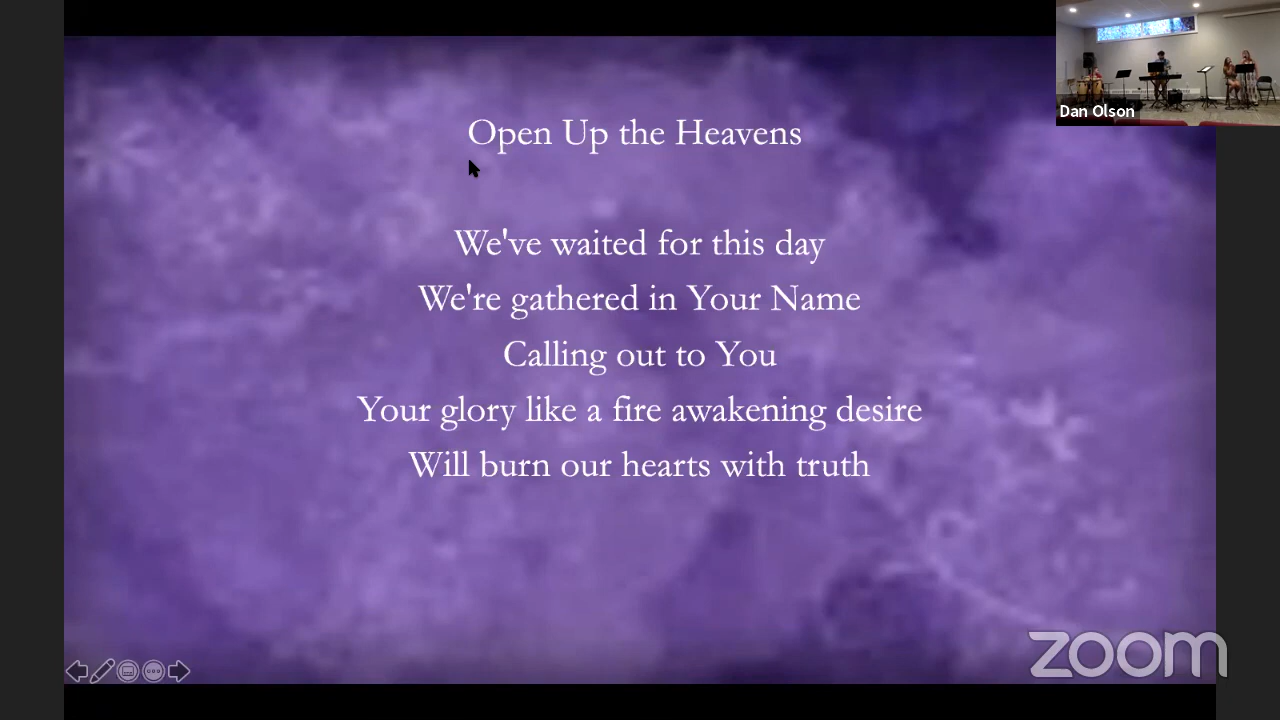 Dan Olson
Open Up the Heavens
We've waited for this day
We're gathered in Your Name
Calling out to You
Your glory like a fire awakening desire
Will burn our hearts with truth
zoom